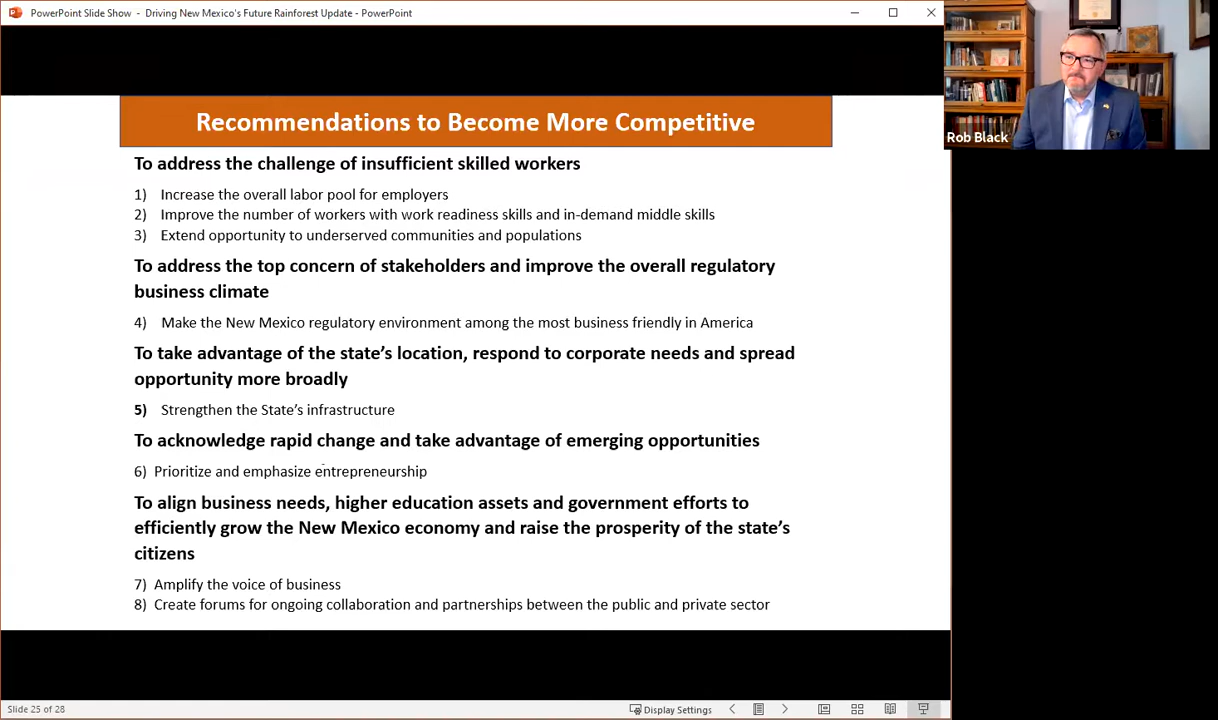 PowerPoint Slide Show - Driving New Mexico's Future Rainforest Update - PowerPoint
Rob Black
Recommendations to Become More Competitive
To address the challenge of insufficient skilled workers
1) Increase the overall labor pool for employers
2) Improve the number of workers with work readiness skills and in-demand middle skills
3) Extend opportunity to underserved communities and populations
To address the top concern of stakeholders and improve the overall regulatory
business climate
4) Make the New Mexico regulatory environment among the most business friendly in America
To take advantage of the state's location, respond to corporate needs and spread
opportunity more broadly
5) Strengthen the State's infrastructure
To acknowledge rapid change and take advantage of emerging opportunities
6) Prioritize and emphasize entrepreneurship
To align business needs, higher education assets and government efforts to
efficiently grow the New Mexico economy and raise the prosperity of the state's
citizens
7) Amplify the voice of business
8) Create forums for ongoing collaboration and partnerships between the public and private sector
Slide 25 of 28
Display Settings